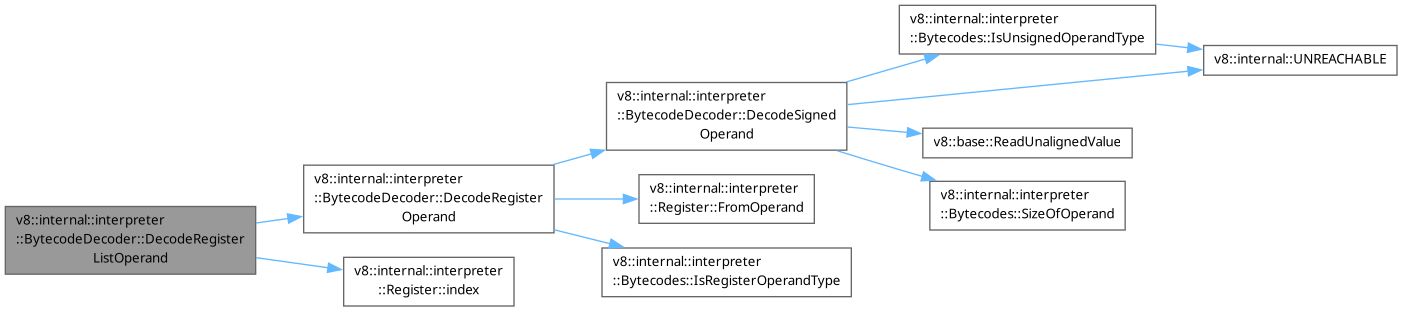 v8::internal::interpreter
::BytecodeDecoder::DecodeRegister
ListOperand
v8::internal::interpreter
::BytecodeDecoder::DecodeRegister
Operand
v8::internal::interpreter
::BytecodeDecoder::DecodeSigned
Operand
v8::internal::interpreter
::Bytecodes::IsUnsignedOperandType
v8::internal::UNREACHABLE
v8::base::ReadUnalignedValue
v8::internal::interpreter
::Bytecodes::SizeOfOperand
v8::internal::interpreter
::Register::FromOperand
v8::internal::interpreter
::Bytecodes::IsRegisterOperandType
v8::internal::interpreter
::Register::index